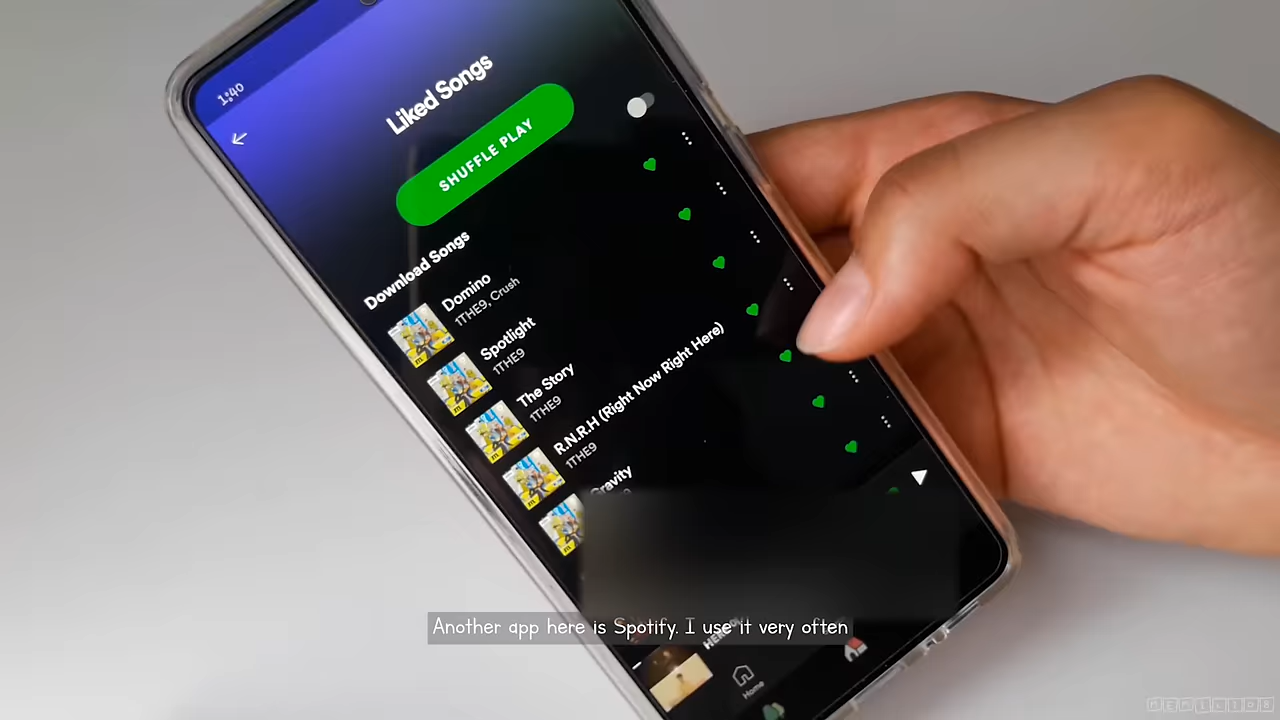 1:40
Liked Songs
SHUFFLE PLAY
Download Songs
Domino
1THE9, Crush
Spotlight
1THE9
The Story
1THE9
R.N.R.H (Right Now Right Here)
1THE9
Gravity
Another app here is Spotify. I use it very often
Home